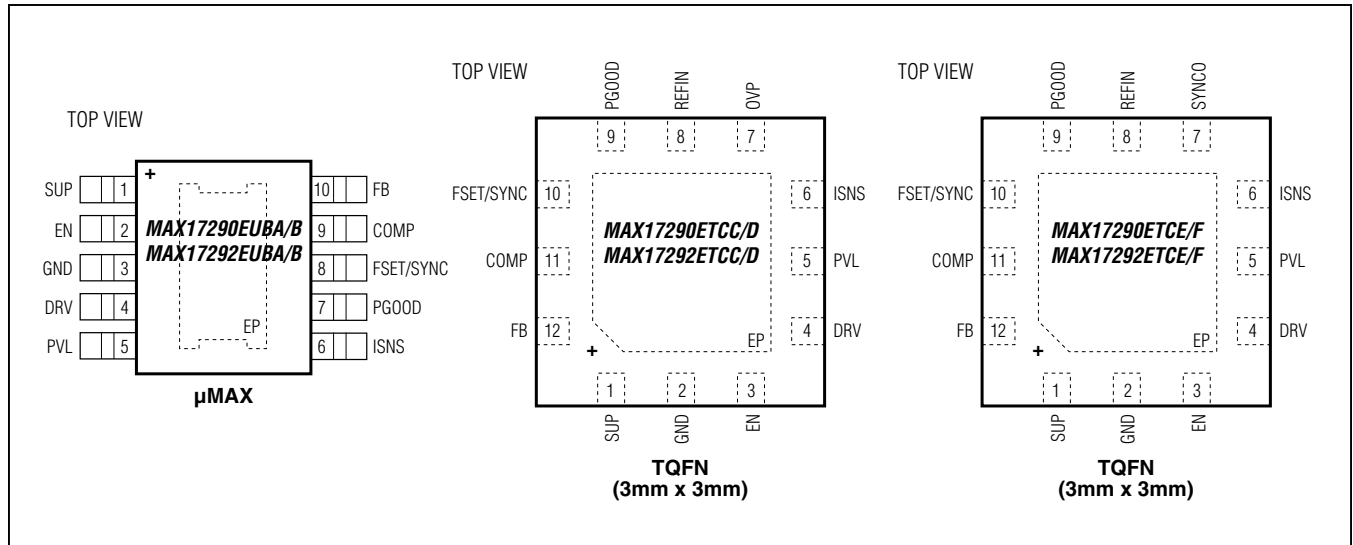 TOP VIEW
+
SUP 1
EN 2
GND 3
DRV 4
PVL 5
10 FB
9 COMP
8 FSET/SYNC
7 PGOOD
6 ISNS
MAX17290EUBA/B
MAX17292EUBA/B
EP
µMAX
TOP VIEW
PGOOD REFIN OVP
9 8 7
FSET/SYNC 10
COMP 11
FB 12
6 ISNS
5 PVL
4 DRV
MAX17290ETCC/D
MAX17292ETCC/D
EP
+
1 2 3
SUP GND EN
TQFN
(3mm x 3mm)
TOP VIEW
PGOOD REFIN SYNCO
9 8 7
FSET/SYNC 10
COMP 11
FB 12
6 ISNS
5 PVL
4 DRV
MAX17290ETCE/F
MAX17292ETCE/F
EP
+
1 2 3
SUP GND EN
TQFN
(3mm x 3mm)